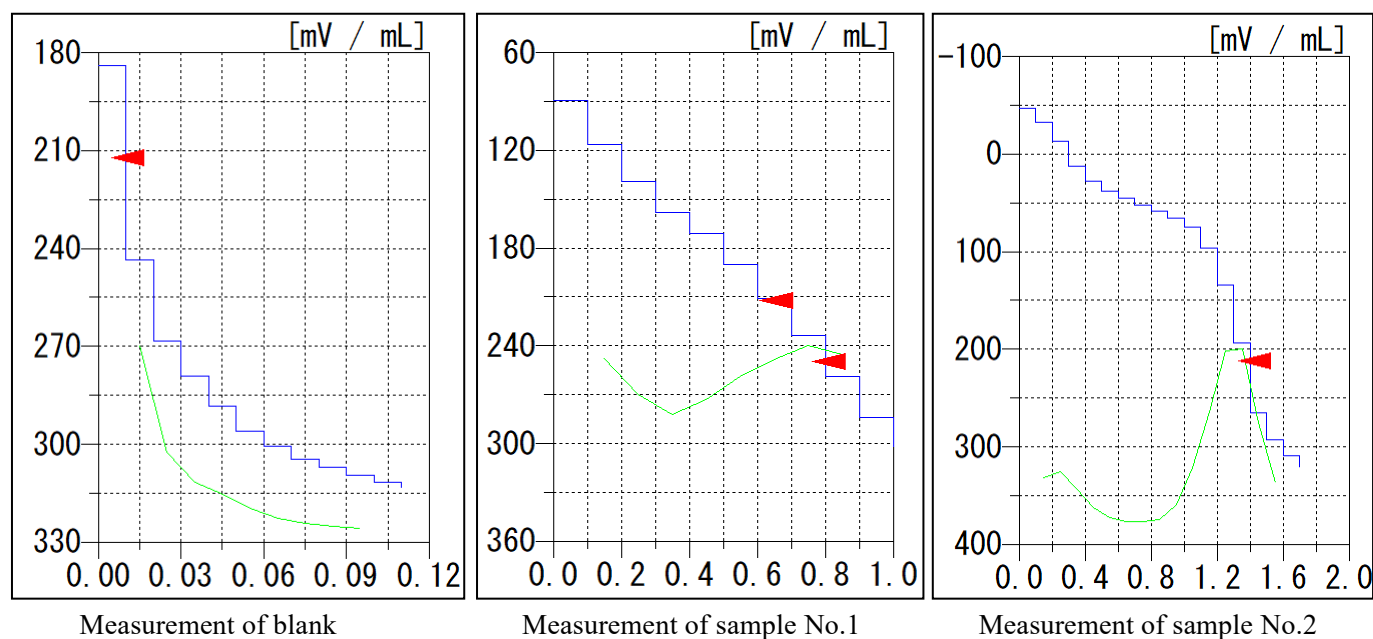 [mV / mL]
180
210
240
270
300
330
0.00 0.03 0.06 0.09 0.12
Measurement of blank
[mV / mL]
60
120
180
240
300
360
0.0 0.2 0.4 0.6 0.8 1.0
Measurement of sample No.1
[mV / mL]
-100
0
100
200
300
400
0.0 0.4 0.8 1.2 1.6 2.0
Measurement of sample No.2